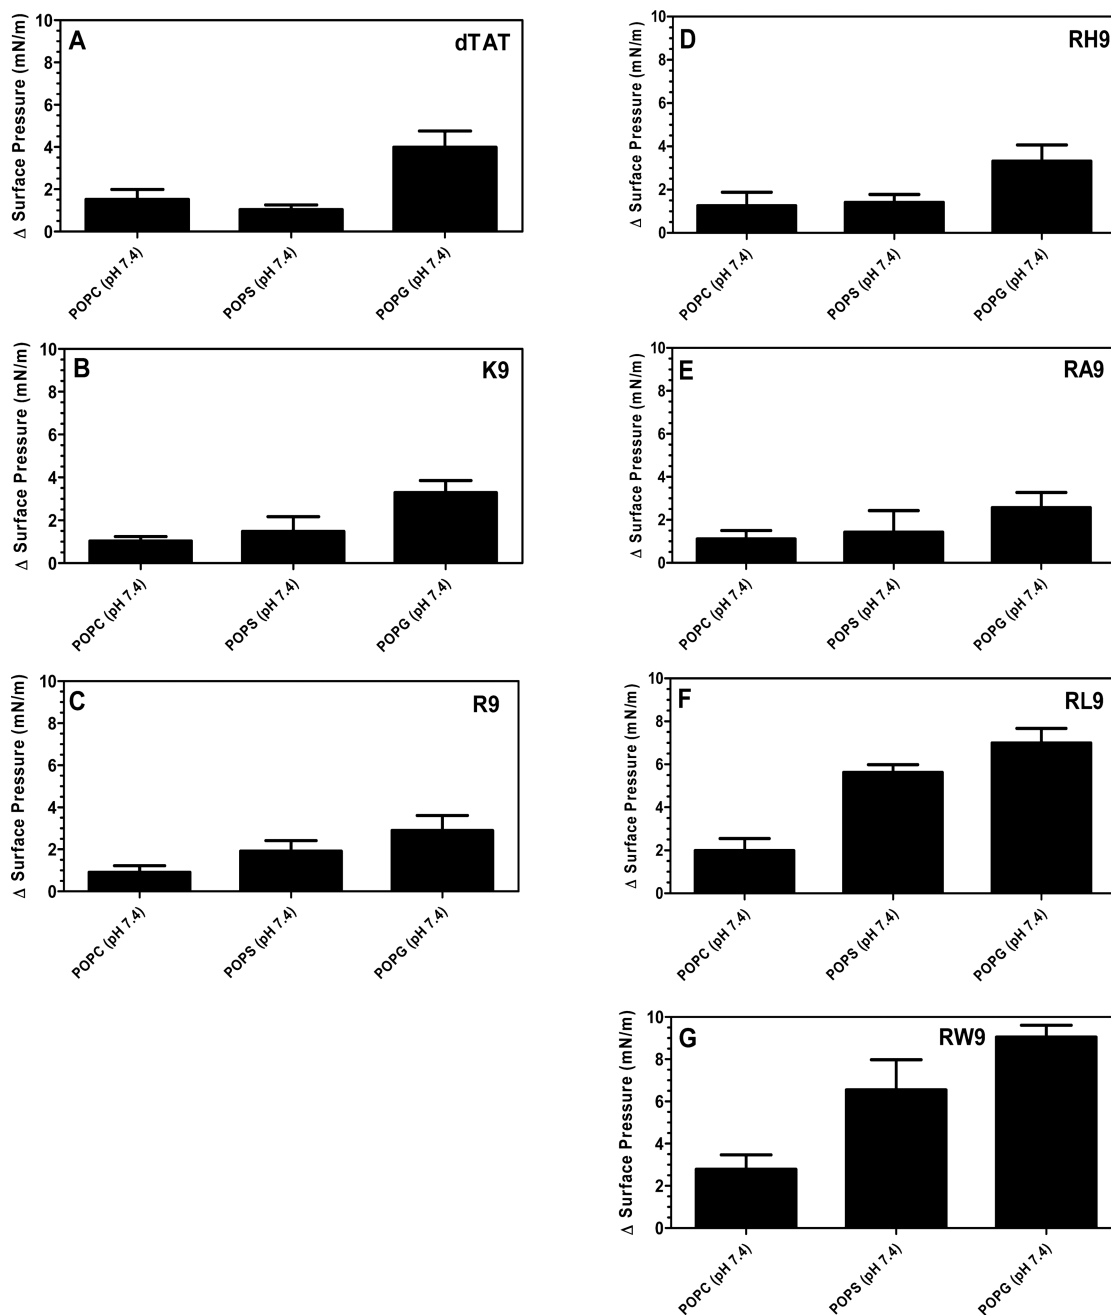 A
dTAT
Δ Surface Pressure (mN/m)
10
8
6
4
2
0
POPC (pH 7.4)
POPS (pH 7.4)
POPG (pH 7.4)
B
K9
Δ Surface Pressure (mN/m)
10
8
6
4
2
0
POPC (pH 7.4)
POPS (pH 7.4)
POPG (pH 7.4)
C
R9
Δ Surface Pressure (mN/m)
10
8
6
4
2
0
POPC (pH 7.4)
POPS (pH 7.4)
POPG (pH 7.4)
D
RH9
Δ Surface Pressure (mN/m)
10
8
6
4
2
0
POPC (pH 7.4)
POPS (pH 7.4)
POPG (pH 7.4)
E
RA9
Δ Surface Pressure (mN/m)
10
8
6
4
2
0
POPC (pH 7.4)
POPS (pH 7.4)
POPG (pH 7.4)
F
RL9
Δ Surface Pressure (mN/m)
10
8
6
4
2
0
POPC (pH 7.4)
POPS (pH 7.4)
POPG (pH 7.4)
G
RW9
Δ Surface Pressure (mN/m)
10
8
6
4
2
0
POPC (pH 7.4)
POPS (pH 7.4)
POPG (pH 7.4)